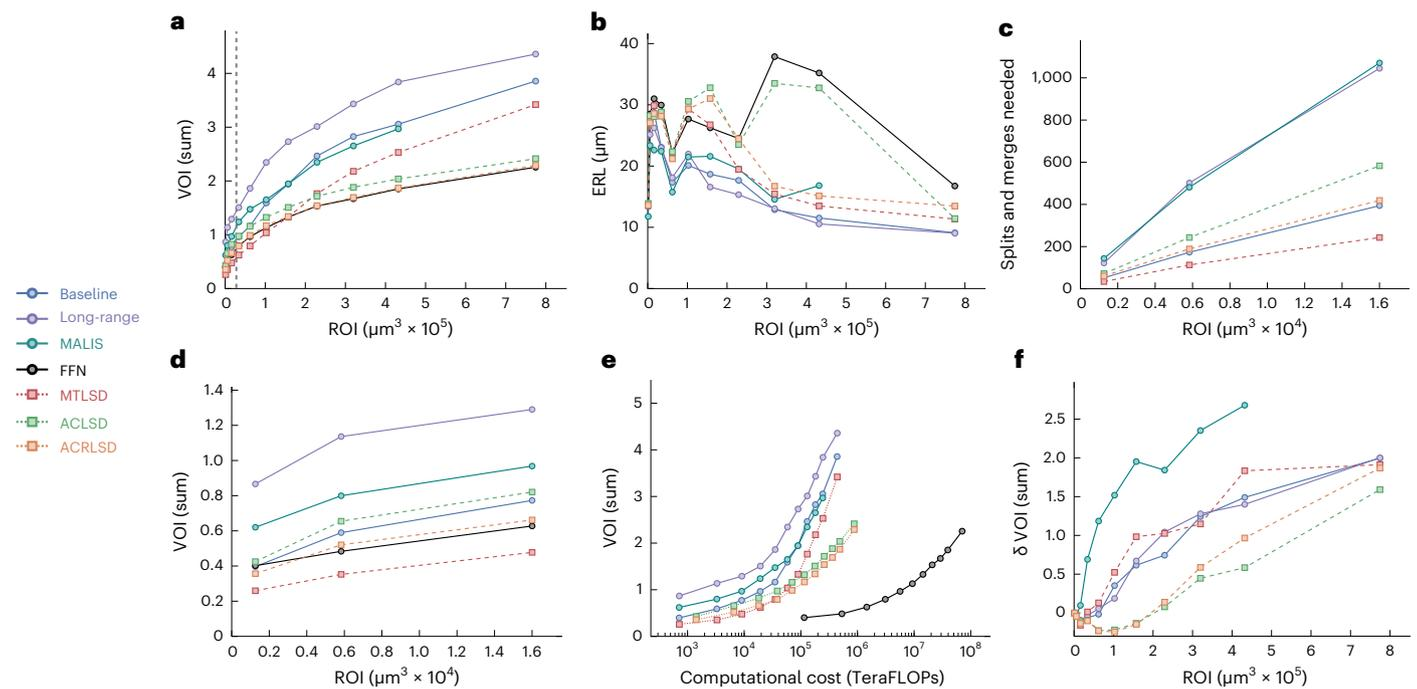 a
VOI (sum)
4
3
2
1
0
0 1 2 3 4 5 6 7 8
ROI (µm³ × 10⁵)
b
ERL (µm)
40
30
20
10
0
0 1 2 3 4 5 6 7 8
ROI (µm³ × 10⁵)
c
Splits and merges needed
1,000
800
600
400
200
0
0 0.2 0.4 0.6 0.8 1.0 1.2 1.4 1.6
ROI (µm³ × 10⁴)
Baseline
Long-range
MALIS
FFN
MTLSD
ACLSD
ACRLSD
d
VOI (sum)
1.4
1.2
1.0
0.8
0.6
0.4
0.2
0
0 0.2 0.4 0.6 0.8 1.0 1.2 1.4 1.6
ROI (µm³ × 10⁴)
e
VOI (sum)
5
4
3
2
1
0
10³ 10⁴ 10⁵ 10⁶ 10⁷ 10⁸
Computational cost (TeraFLOPs)
f
δ VOI (sum)
2.5
2.0
1.5
1.0
0.5
0
0 1 2 3 4 5 6 7 8
ROI (µm³ × 10⁵)